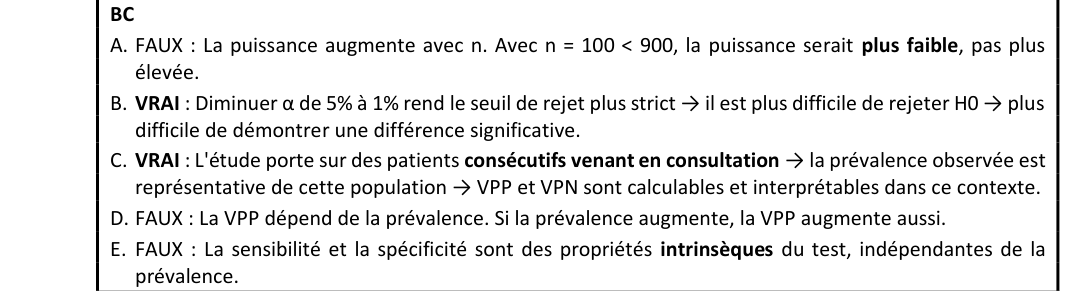 BC
A. FAUX : La puissance augmente avec n. Avec n = 100 < 900, la puissance serait plus faible, pas plus
élevée.
B. VRAI : Diminuer α de 5% à 1% rend le seuil de rejet plus strict → il est plus difficile de rejeter H0 → plus
difficile de démontrer une différence significative.
C. VRAI : L'étude porte sur des patients consécutifs venant en consultation → la prévalence observée est
représentative de cette population → VPP et VPN sont calculables et interprétables dans ce contexte.
D. FAUX : La VPP dépend de la prévalence. Si la prévalence augmente, la VPP augmente aussi.
E. FAUX : La sensibilité et la spécificité sont des propriétés intrinsèques du test, indépendantes de la
prévalence.